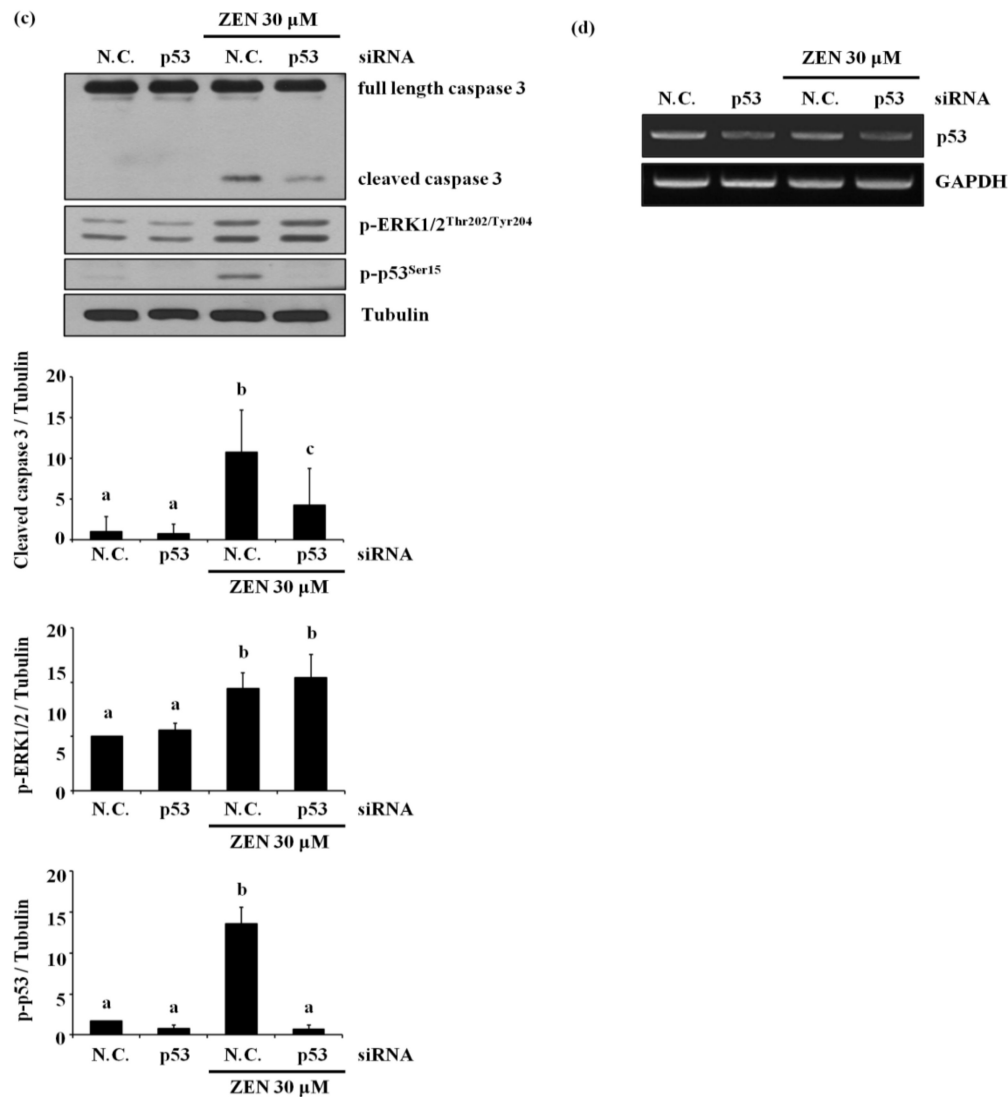 (c)
ZEN 30 µM
N.C. p53 N.C. p53 siRNA
full length caspase 3
cleaved caspase 3
p-ERK1/2Thr202/Tyr204
p-p53Ser15
Tubulin
(d)
ZEN 30 µM
N.C. p53 N.C. p53 siRNA
p53
GAPDH
Cleaved caspase 3 / Tubulin
20
15
10
5
0
a a b c
N.C. p53 N.C. p53 siRNA
ZEN 30 µM
p-ERK1/2 / Tubulin
20
15
10
5
0
a a b b
N.C. p53 N.C. p53 siRNA
ZEN 30 µM
p-p53 / Tubulin
20
15
10
5
0
a a b a
N.C. p53 N.C. p53 siRNA
ZEN 30 µM